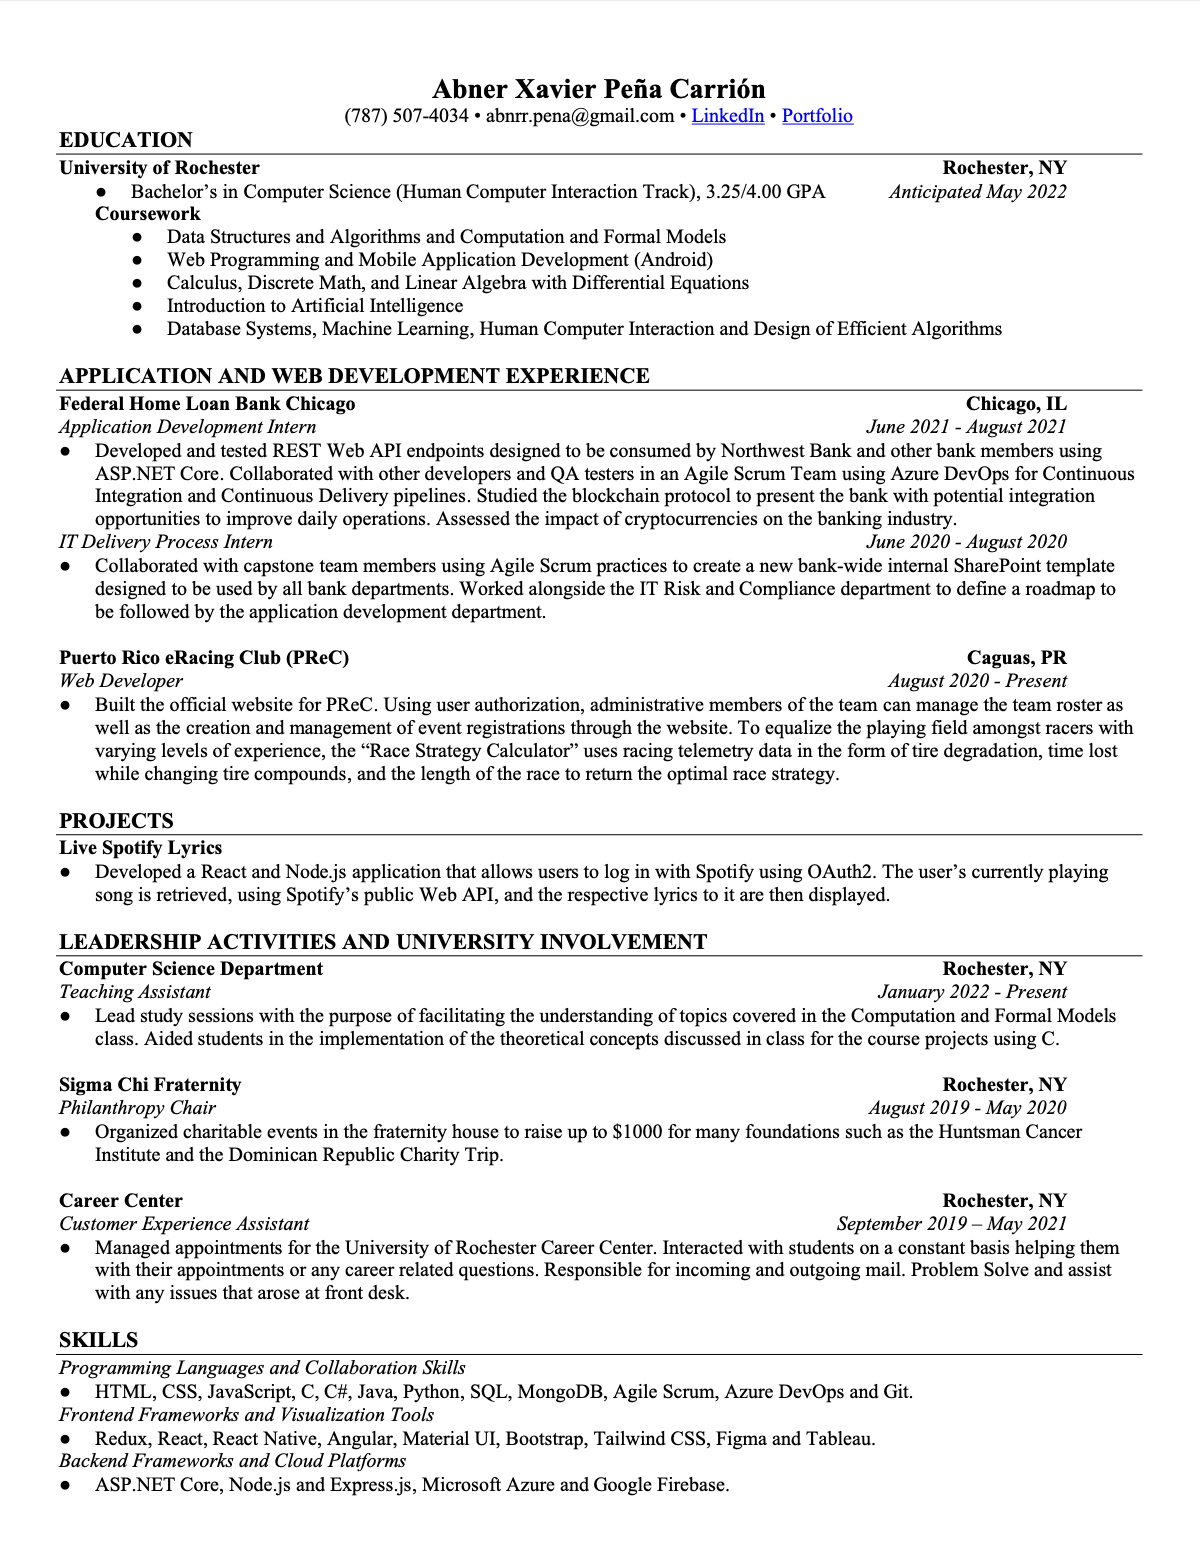 Abner Xavier Peña Carrión
(787) 507-4034 • abnrr.pena@gmail.com • LinkedIn • Portfolio
EDUCATION
University of Rochester Rochester, NY
● Bachelor’s in Computer Science (Human Computer Interaction Track), 3.25/4.00 GPA Anticipated May 2022
Coursework
● Data Structures and Algorithms and Computation and Formal Models
● Web Programming and Mobile Application Development (Android)
● Calculus, Discrete Math, and Linear Algebra with Differential Equations
● Introduction to Artificial Intelligence
● Database Systems, Machine Learning, Human Computer Interaction and Design of Efficient Algorithms
APPLICATION AND WEB DEVELOPMENT EXPERIENCE
Federal Home Loan Bank Chicago Chicago, IL
Application Development Intern June 2021 - August 2021
● Developed and tested REST Web API endpoints designed to be consumed by Northwest Bank and other bank members using
ASP.NET Core. Collaborated with other developers and QA testers in an Agile Scrum Team using Azure DevOps for Continuous
Integration and Continuous Delivery pipelines. Studied the blockchain protocol to present the bank with potential integration
opportunities to improve daily operations. Assessed the impact of cryptocurrencies on the banking industry.
IT Delivery Process Intern June 2020 - August 2020
● Collaborated with capstone team members using Agile Scrum practices to create a new bank-wide internal SharePoint template
designed to be used by all bank departments. Worked alongside the IT Risk and Compliance department to define a roadmap to
be followed by the application development department.
Puerto Rico eRacing Club (PReC) Caguas, PR
Web Developer August 2020 - Present
● Built the official website for PReC. Using user authorization, administrative members of the team can manage the team roster as
well as the creation and management of event registrations through the website. To equalize the playing field amongst racers with
varying levels of experience, the “Race Strategy Calculator” uses racing telemetry data in the form of tire degradation, time lost
while changing tire compounds, and the length of the race to return the optimal race strategy.
PROJECTS
Live Spotify Lyrics
● Developed a React and Node.js application that allows users to log in with Spotify using OAuth2. The user’s currently playing
song is retrieved, using Spotify’s public Web API, and the respective lyrics to it are then displayed.
LEADERSHIP ACTIVITIES AND UNIVERSITY INVOLVEMENT
Computer Science Department Rochester, NY
Teaching Assistant January 2022 - Present
● Lead study sessions with the purpose of facilitating the understanding of topics covered in the Computation and Formal Models
class. Aided students in the implementation of the theoretical concepts discussed in class for the course projects using C.
Sigma Chi Fraternity Rochester, NY
Philanthropy Chair August 2019 - May 2020
● Organized charitable events in the fraternity house to raise up to $1000 for many foundations such as the Huntsman Cancer
Institute and the Dominican Republic Charity Trip.
Career Center Rochester, NY
Customer Experience Assistant September 2019 – May 2021
● Managed appointments for the University of Rochester Career Center. Interacted with students on a constant basis helping them
with their appointments or any career related questions. Responsible for incoming and outgoing mail. Problem Solve and assist
with any issues that arose at front desk.
SKILLS
Programming Languages and Collaboration Skills
● HTML, CSS, JavaScript, C, C#, Java, Python, SQL, MongoDB, Agile Scrum, Azure DevOps and Git.
Frontend Frameworks and Visualization Tools
● Redux, React, React Native, Angular, Material UI, Bootstrap, Tailwind CSS, Figma and Tableau.
Backend Frameworks and Cloud Platforms
● ASP.NET Core, Node.js and Express.js, Microsoft Azure and Google Firebase.